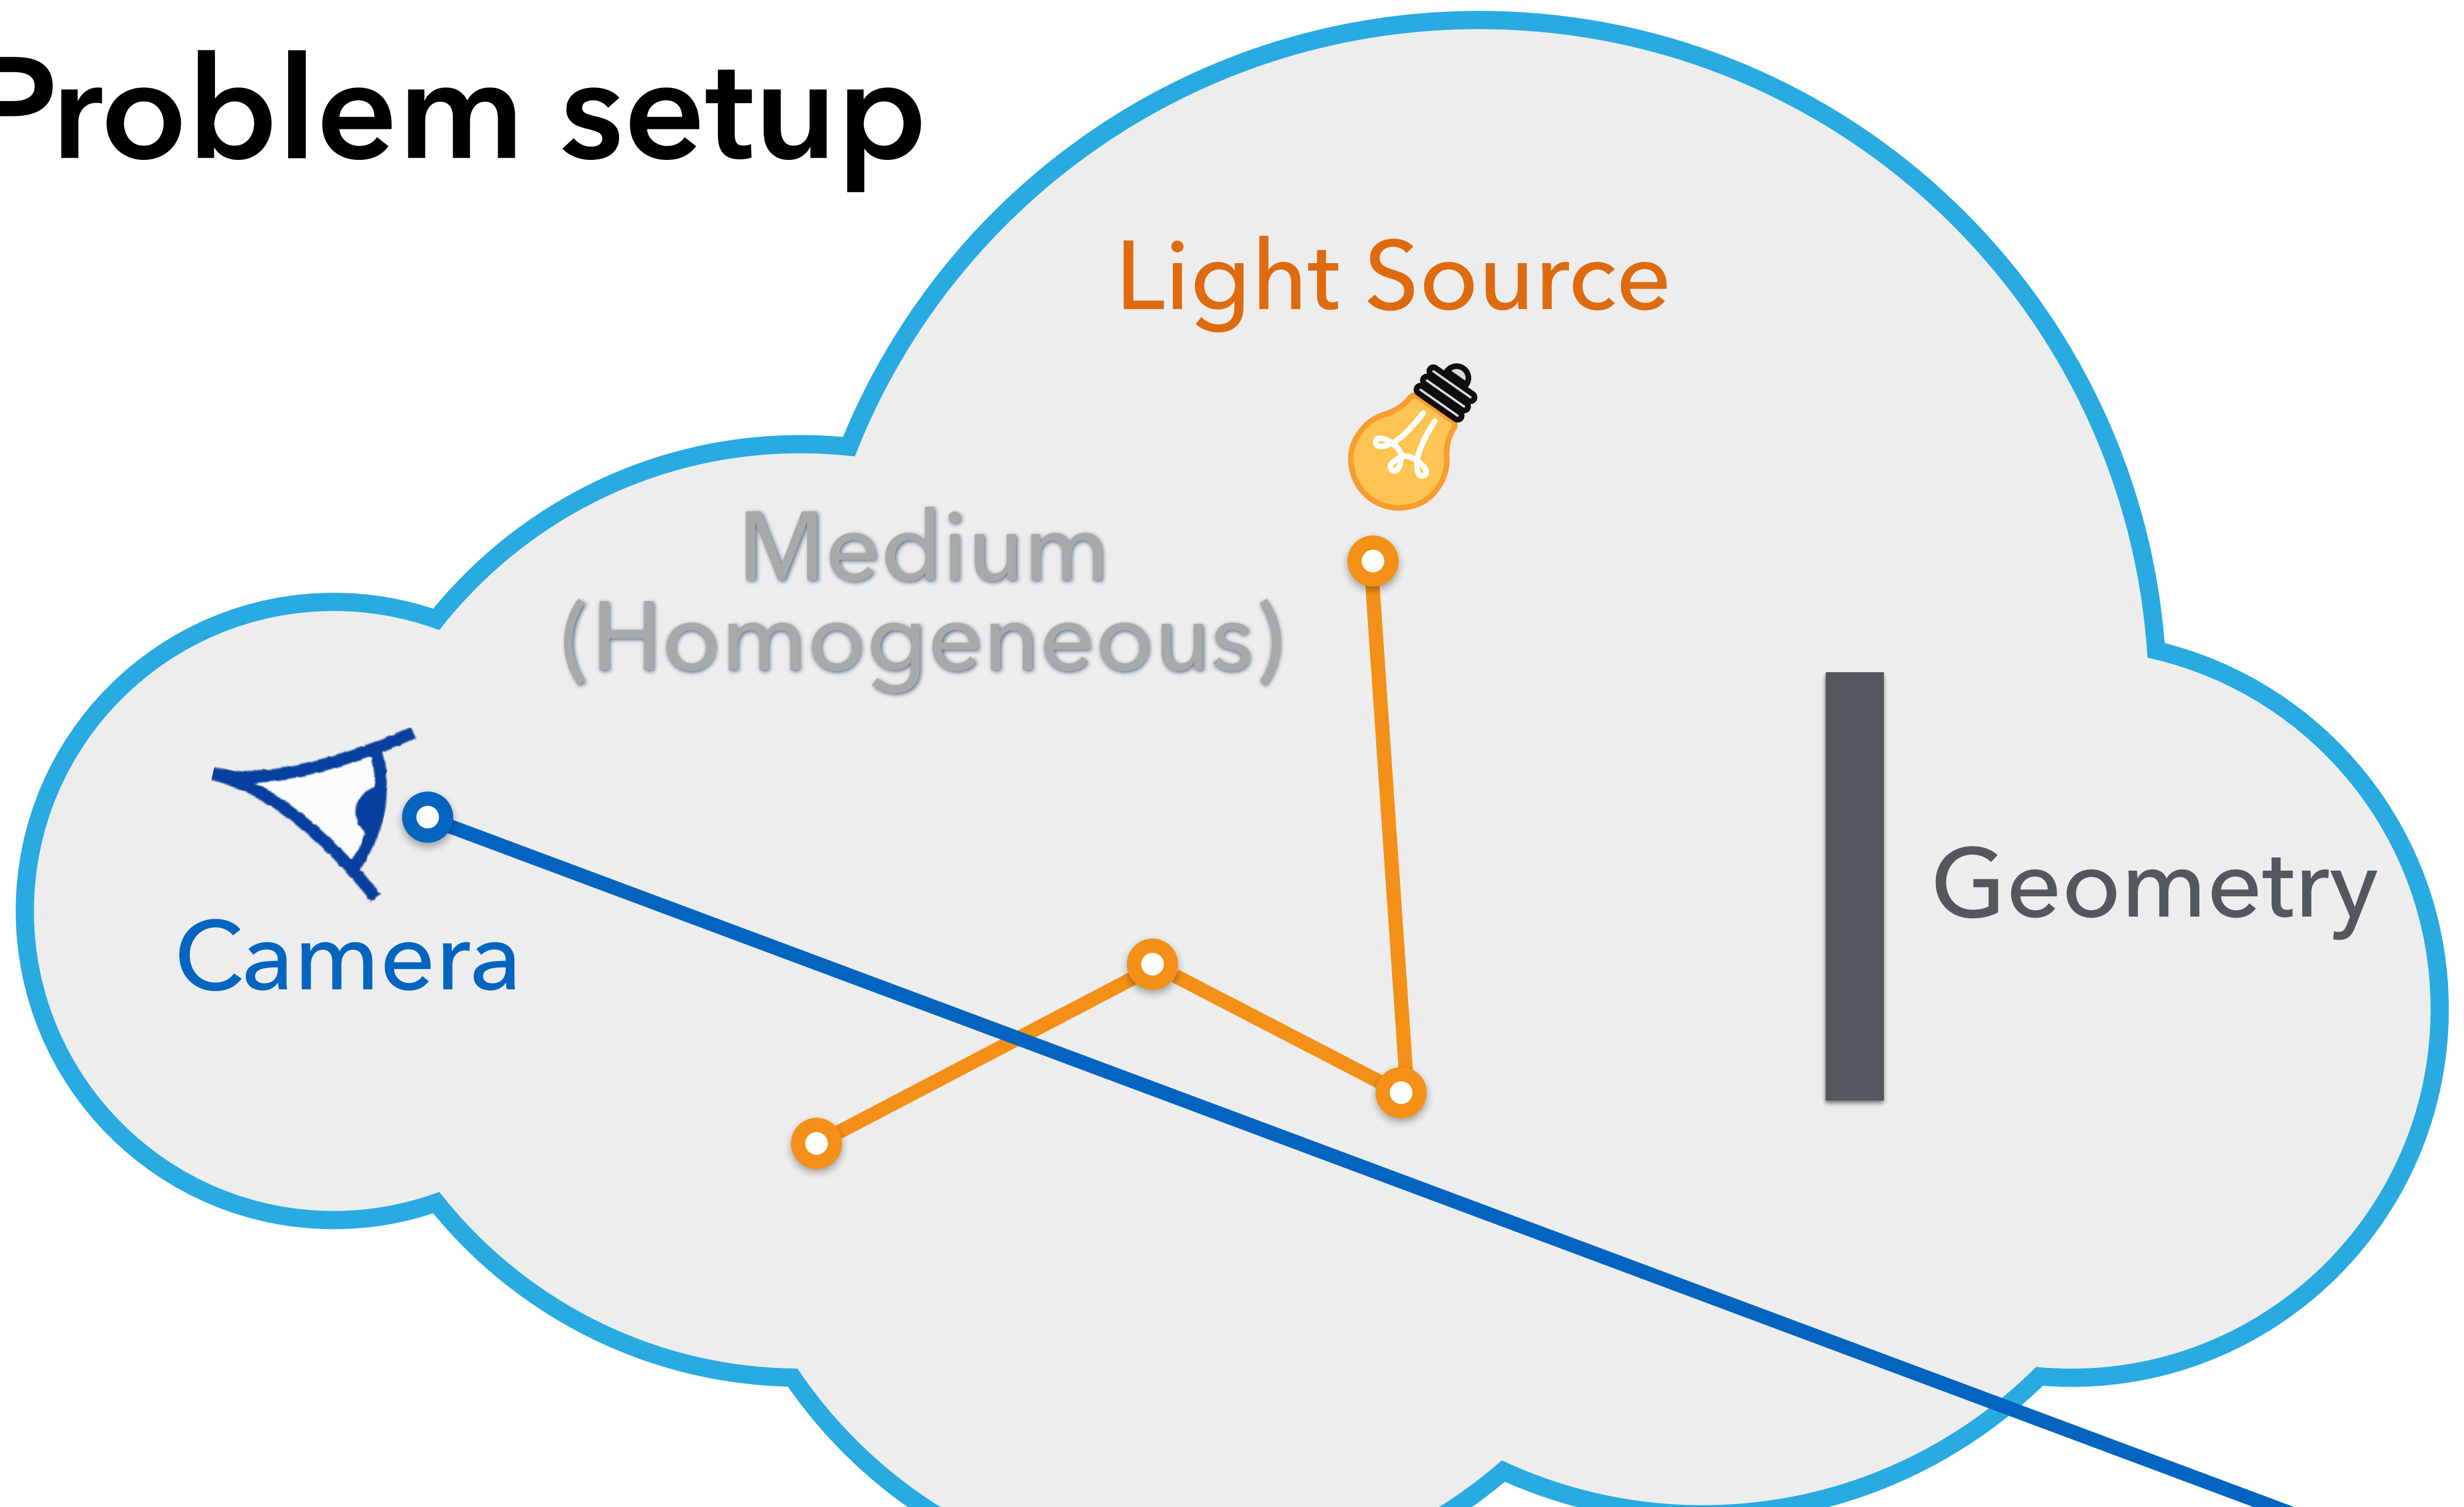 Problem setup
Light Source
Medium
(Homogeneous)
Camera
Geometry